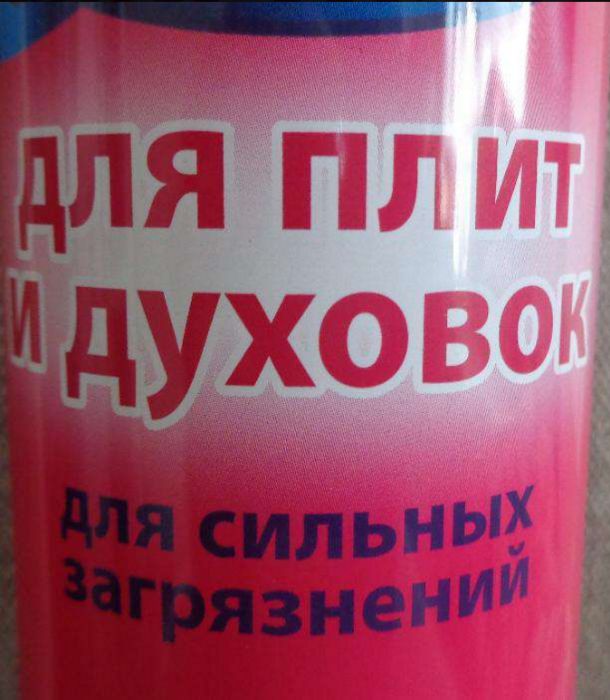 для плит
и духовок
для сильных
загрязнений